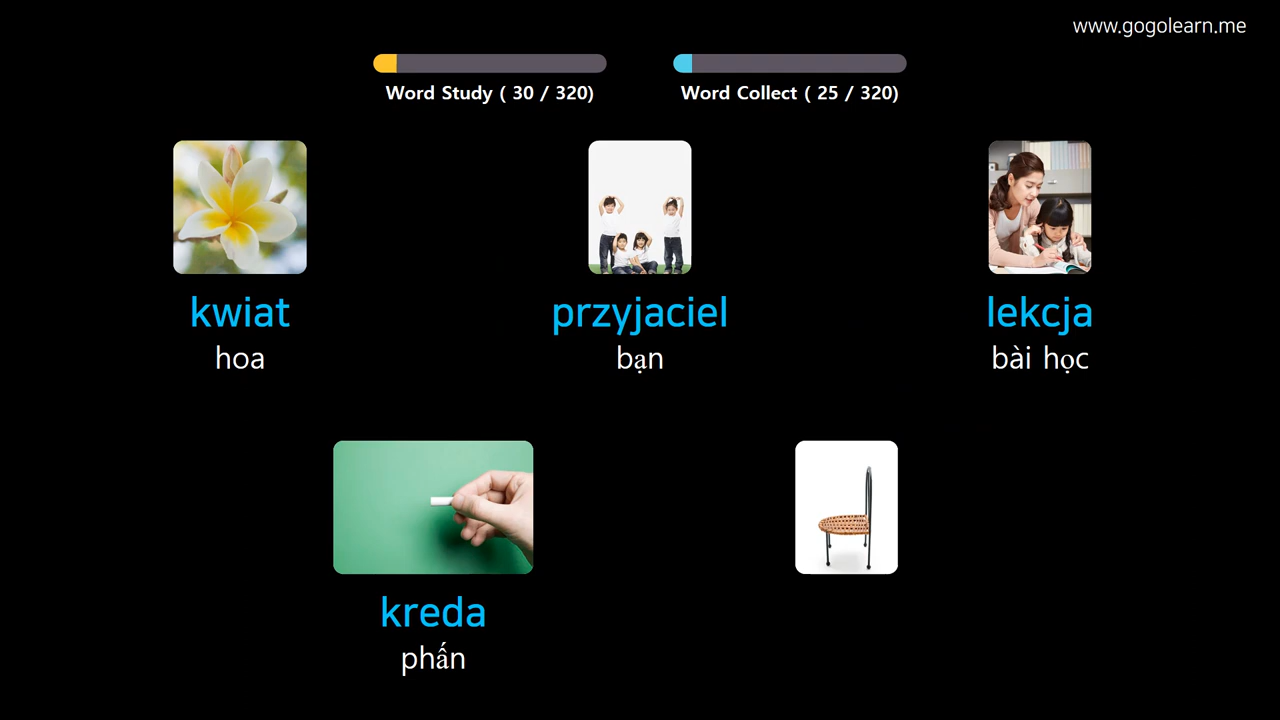 www.gogolearn.me
Word Study ( 30 / 320)
Word Collect ( 25 / 320)
kwiat
hoa
przyjaciel
bạn
lekcja
bài học
kreda
phấn